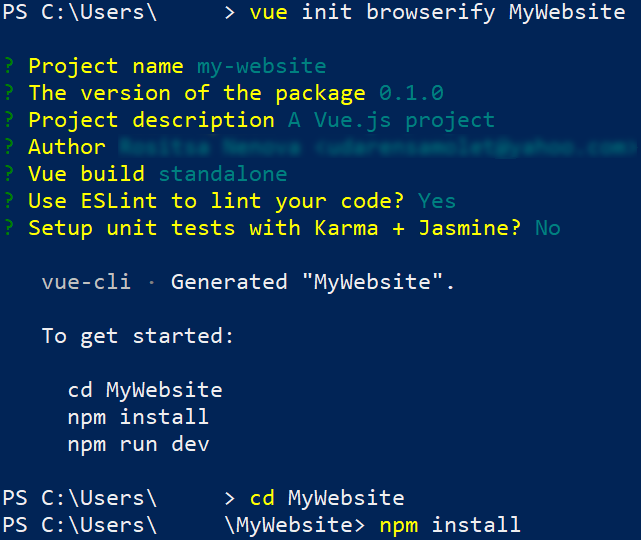 PS C:\Users\ > vue init browserify MyWebsite
? Project name my-website
? The version of the package 0.1.0
? Project description A Vue.js project
? Author
? Vue build standalone
? Use ESLint to lint your code? Yes
? Setup unit tests with Karma + Jasmine? No
vue-cli · Generated "MyWebsite".
To get started:
cd MyWebsite
npm install
npm run dev
PS C:\Users\ > cd MyWebsite
PS C:\Users\ \MyWebsite> npm install